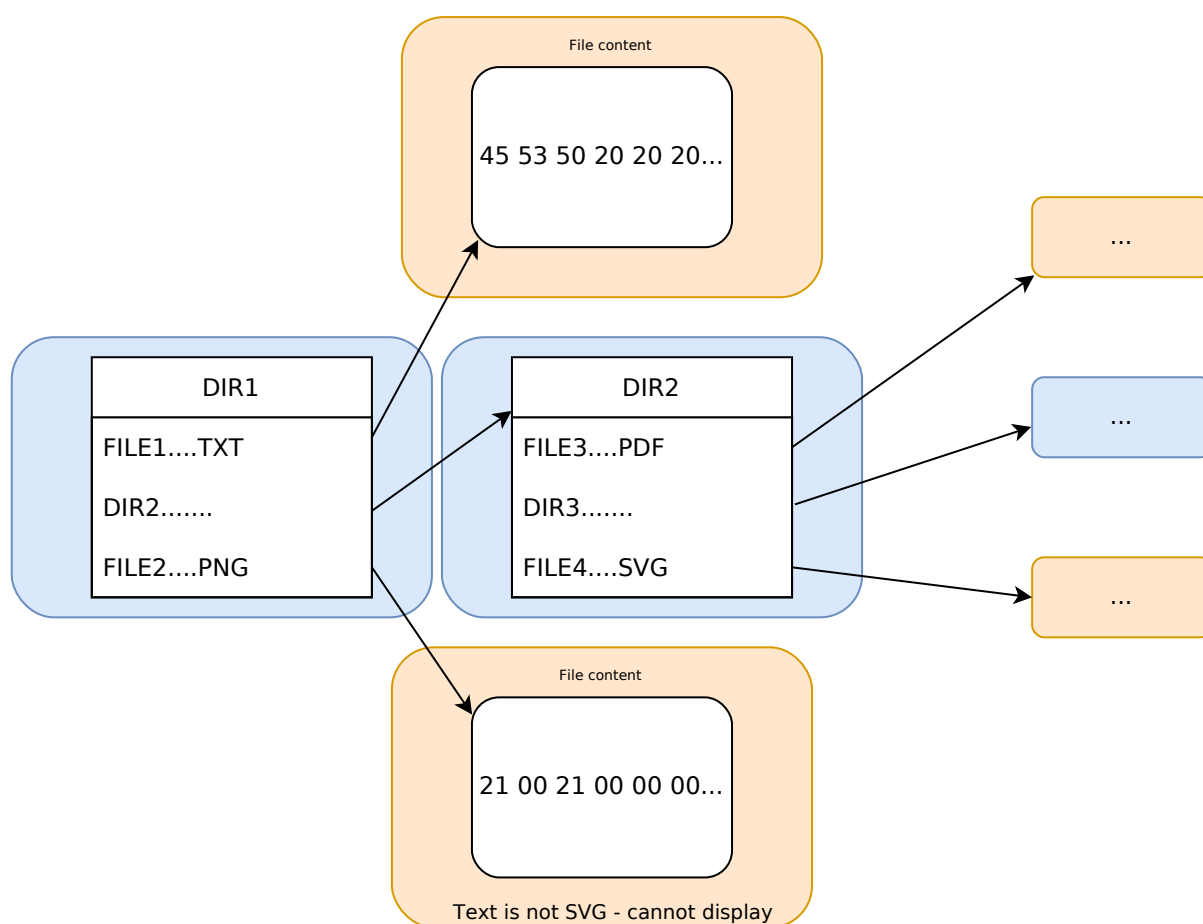 File content
45 53 50 20 20 20...
...
DIR1
FILE1....TXT
DIR2.......
FILE2....PNG
DIR2
FILE3....PDF
DIR3.......
FILE4....SVG
...
...
File content
21 00 21 00 00 00...
Text is not SVG - cannot display